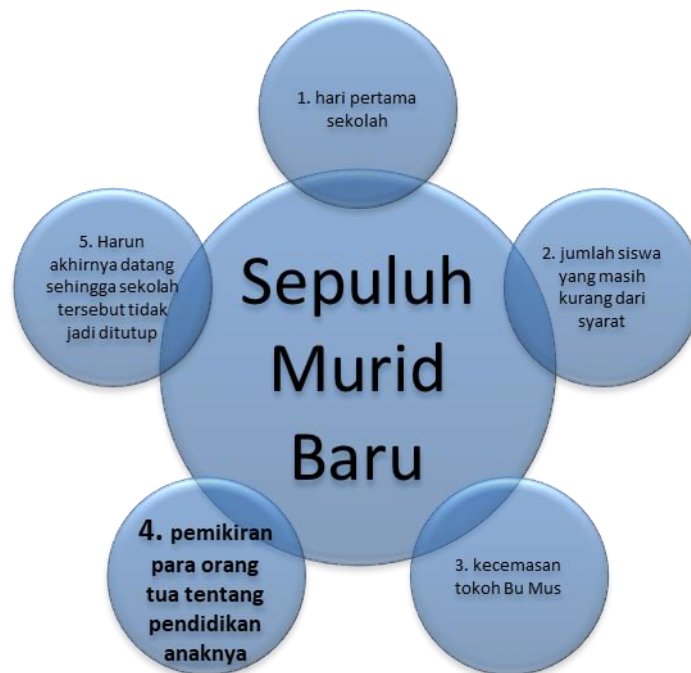 1. hari pertama
sekolah
5. Harun
akhirnya datang
sehingga sekolah
tersebut tidak
jadi ditutup
Sepuluh
Murid
Baru
2. jumlah siswa
yang masih
kurang dari
syarat
4. pemikiran
para orang
tua tentang
pendidikan
anaknya
3. kecemasan
tokoh Bu Mus